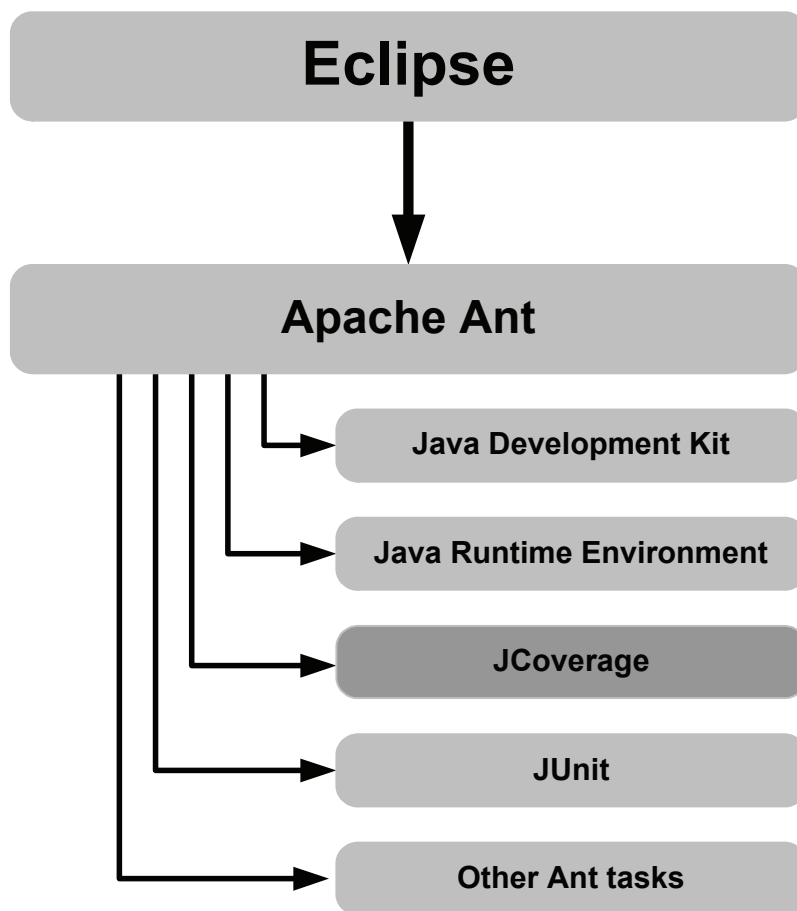 Eclipse
Apache Ant
Java Development Kit
Java Runtime Environment
JCoverage
JUnit
Other Ant tasks